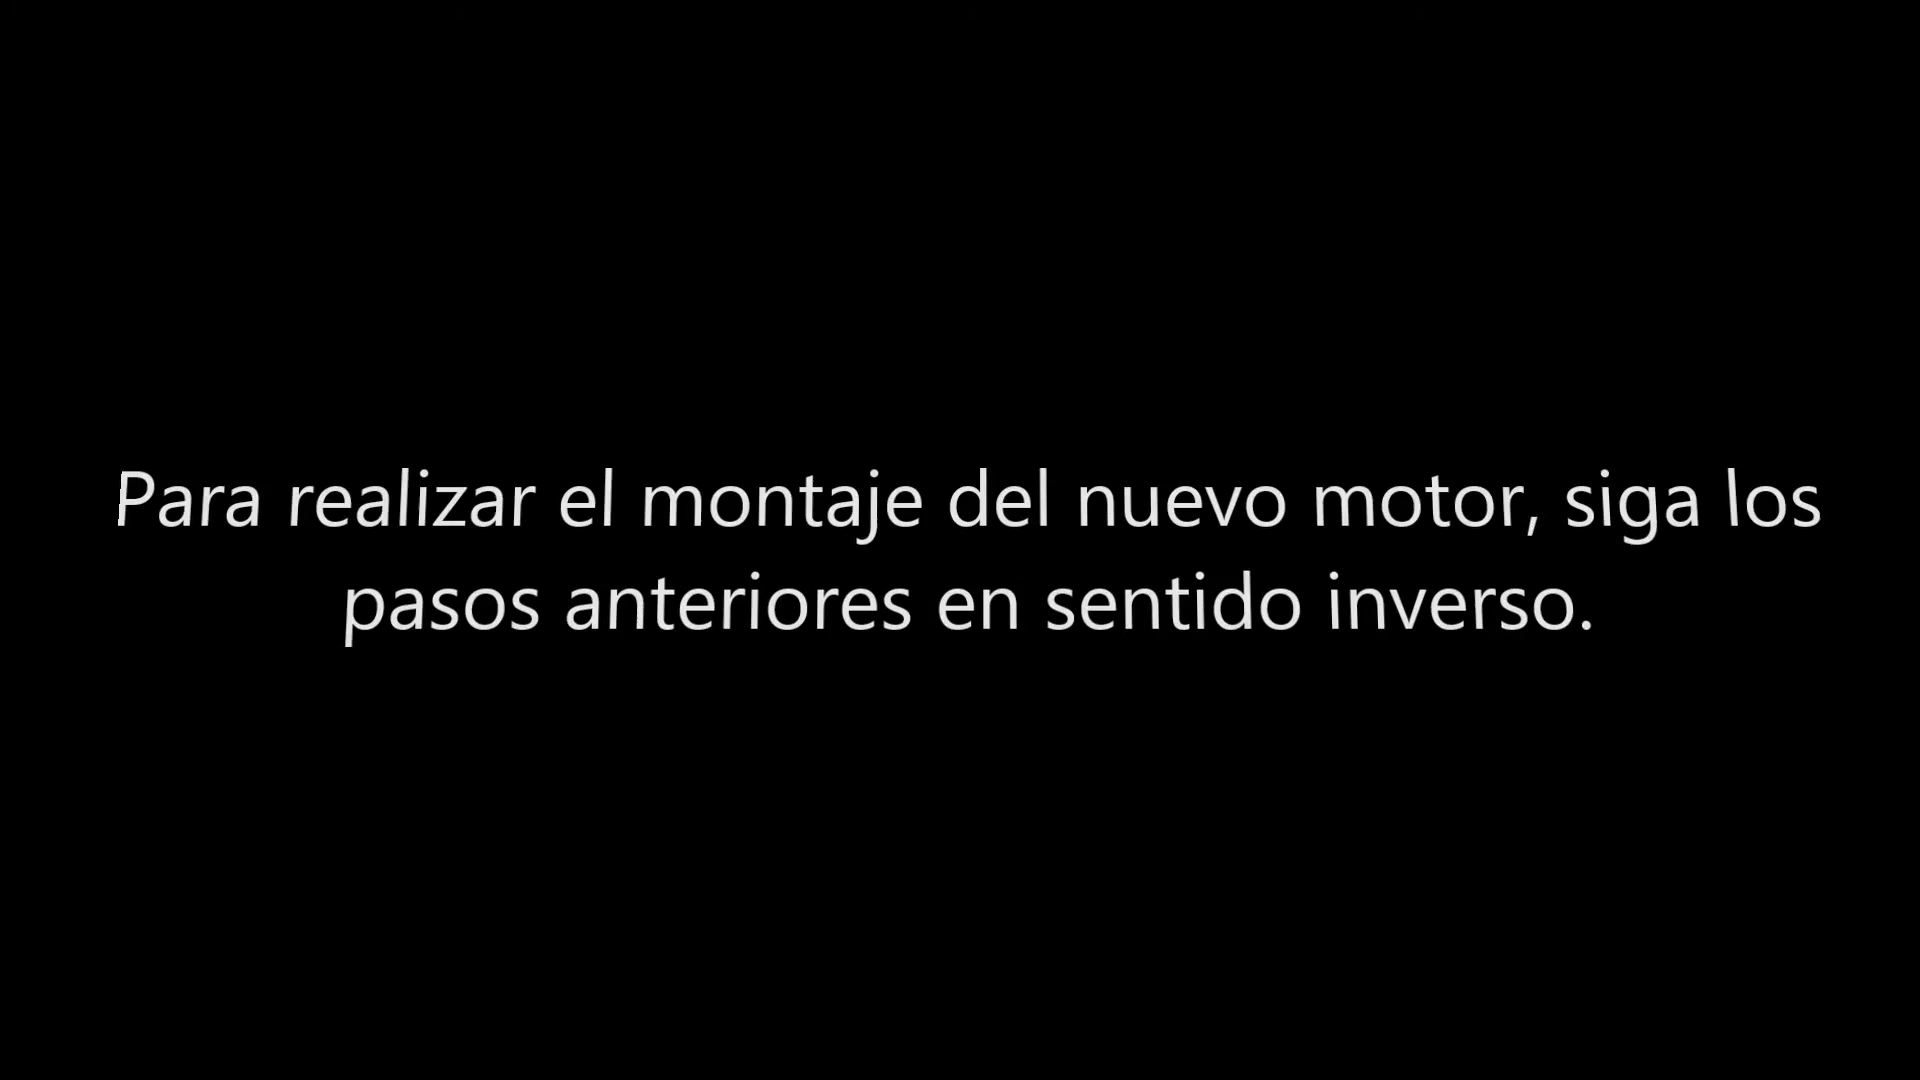 Para realizar el montaje del nuevo motor, siga los
pasos anteriores en sentido inverso.